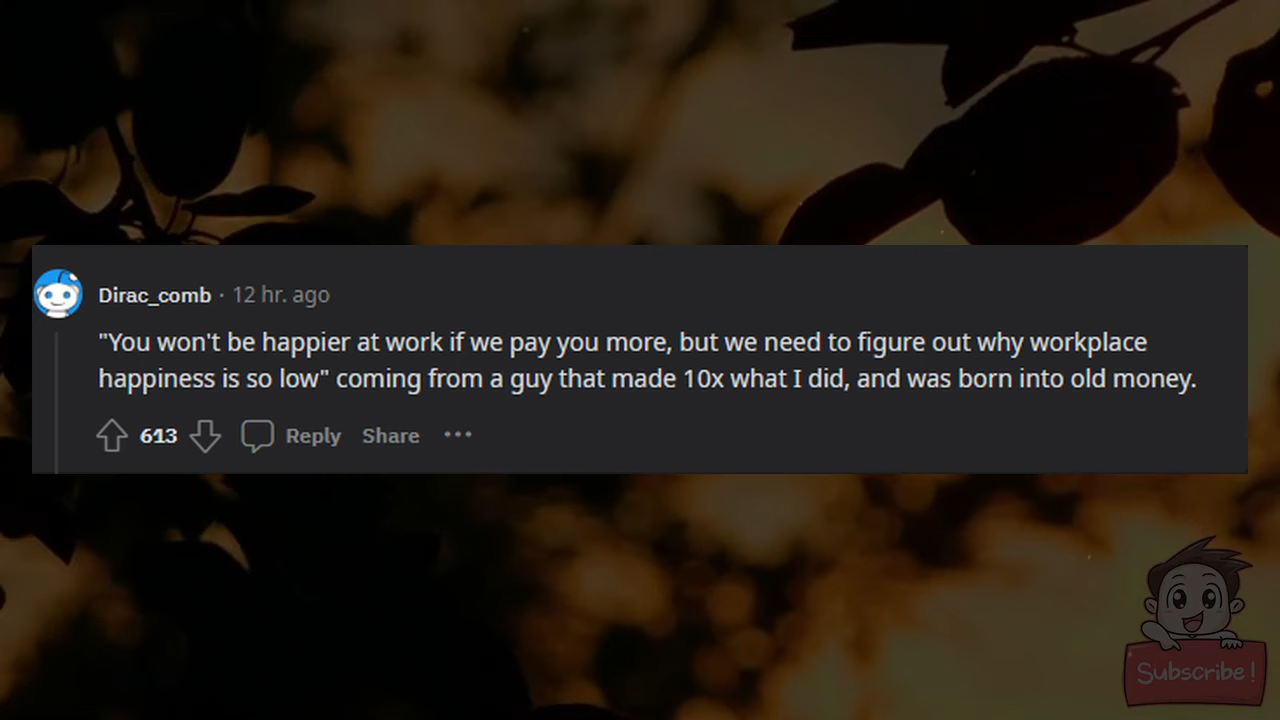 Dirac_comb · 12 hr. ago
"You won't be happier at work if we pay you more, but we need to figure out why workplace
happiness is so low" coming from a guy that made 10x what I did, and was born into old money.
613 Reply Share ···
Subscribe!